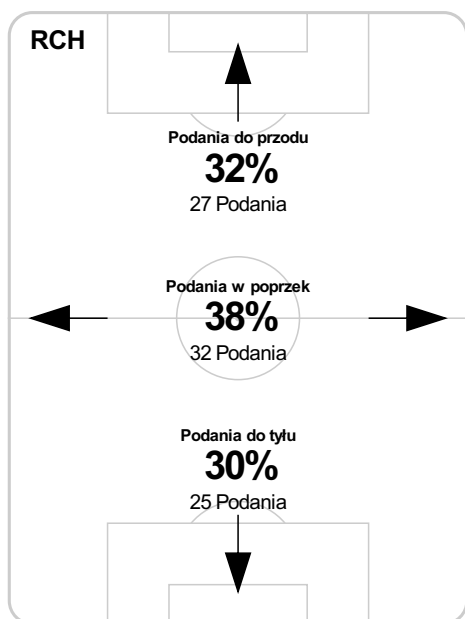 RCH
Podania do przodu
32%
27 Podania
Podania w poprzek
38%
32 Podania
Podania do tyłu
30%
25 Podania